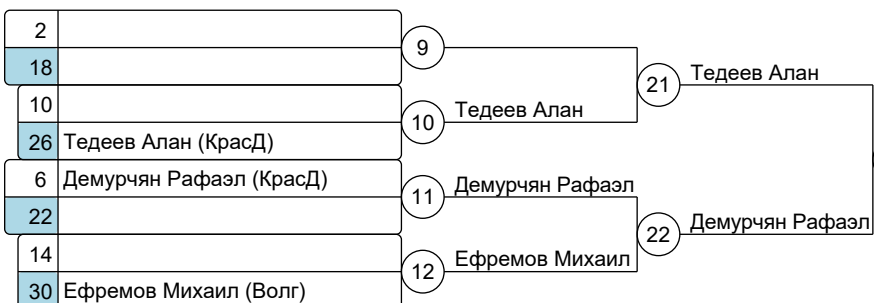 2
18
9
10
26 Тедеев Алан (КрасД)
10
Тедеев Алан
21
Тедеев Алан
6 Демурчян Рафаэл (КрасД)
22
11
Демурчян Рафаэл
14
30 Ефремов Михаил (Волг)
12
Ефремов Михаил
22
Демурчян Рафаэл